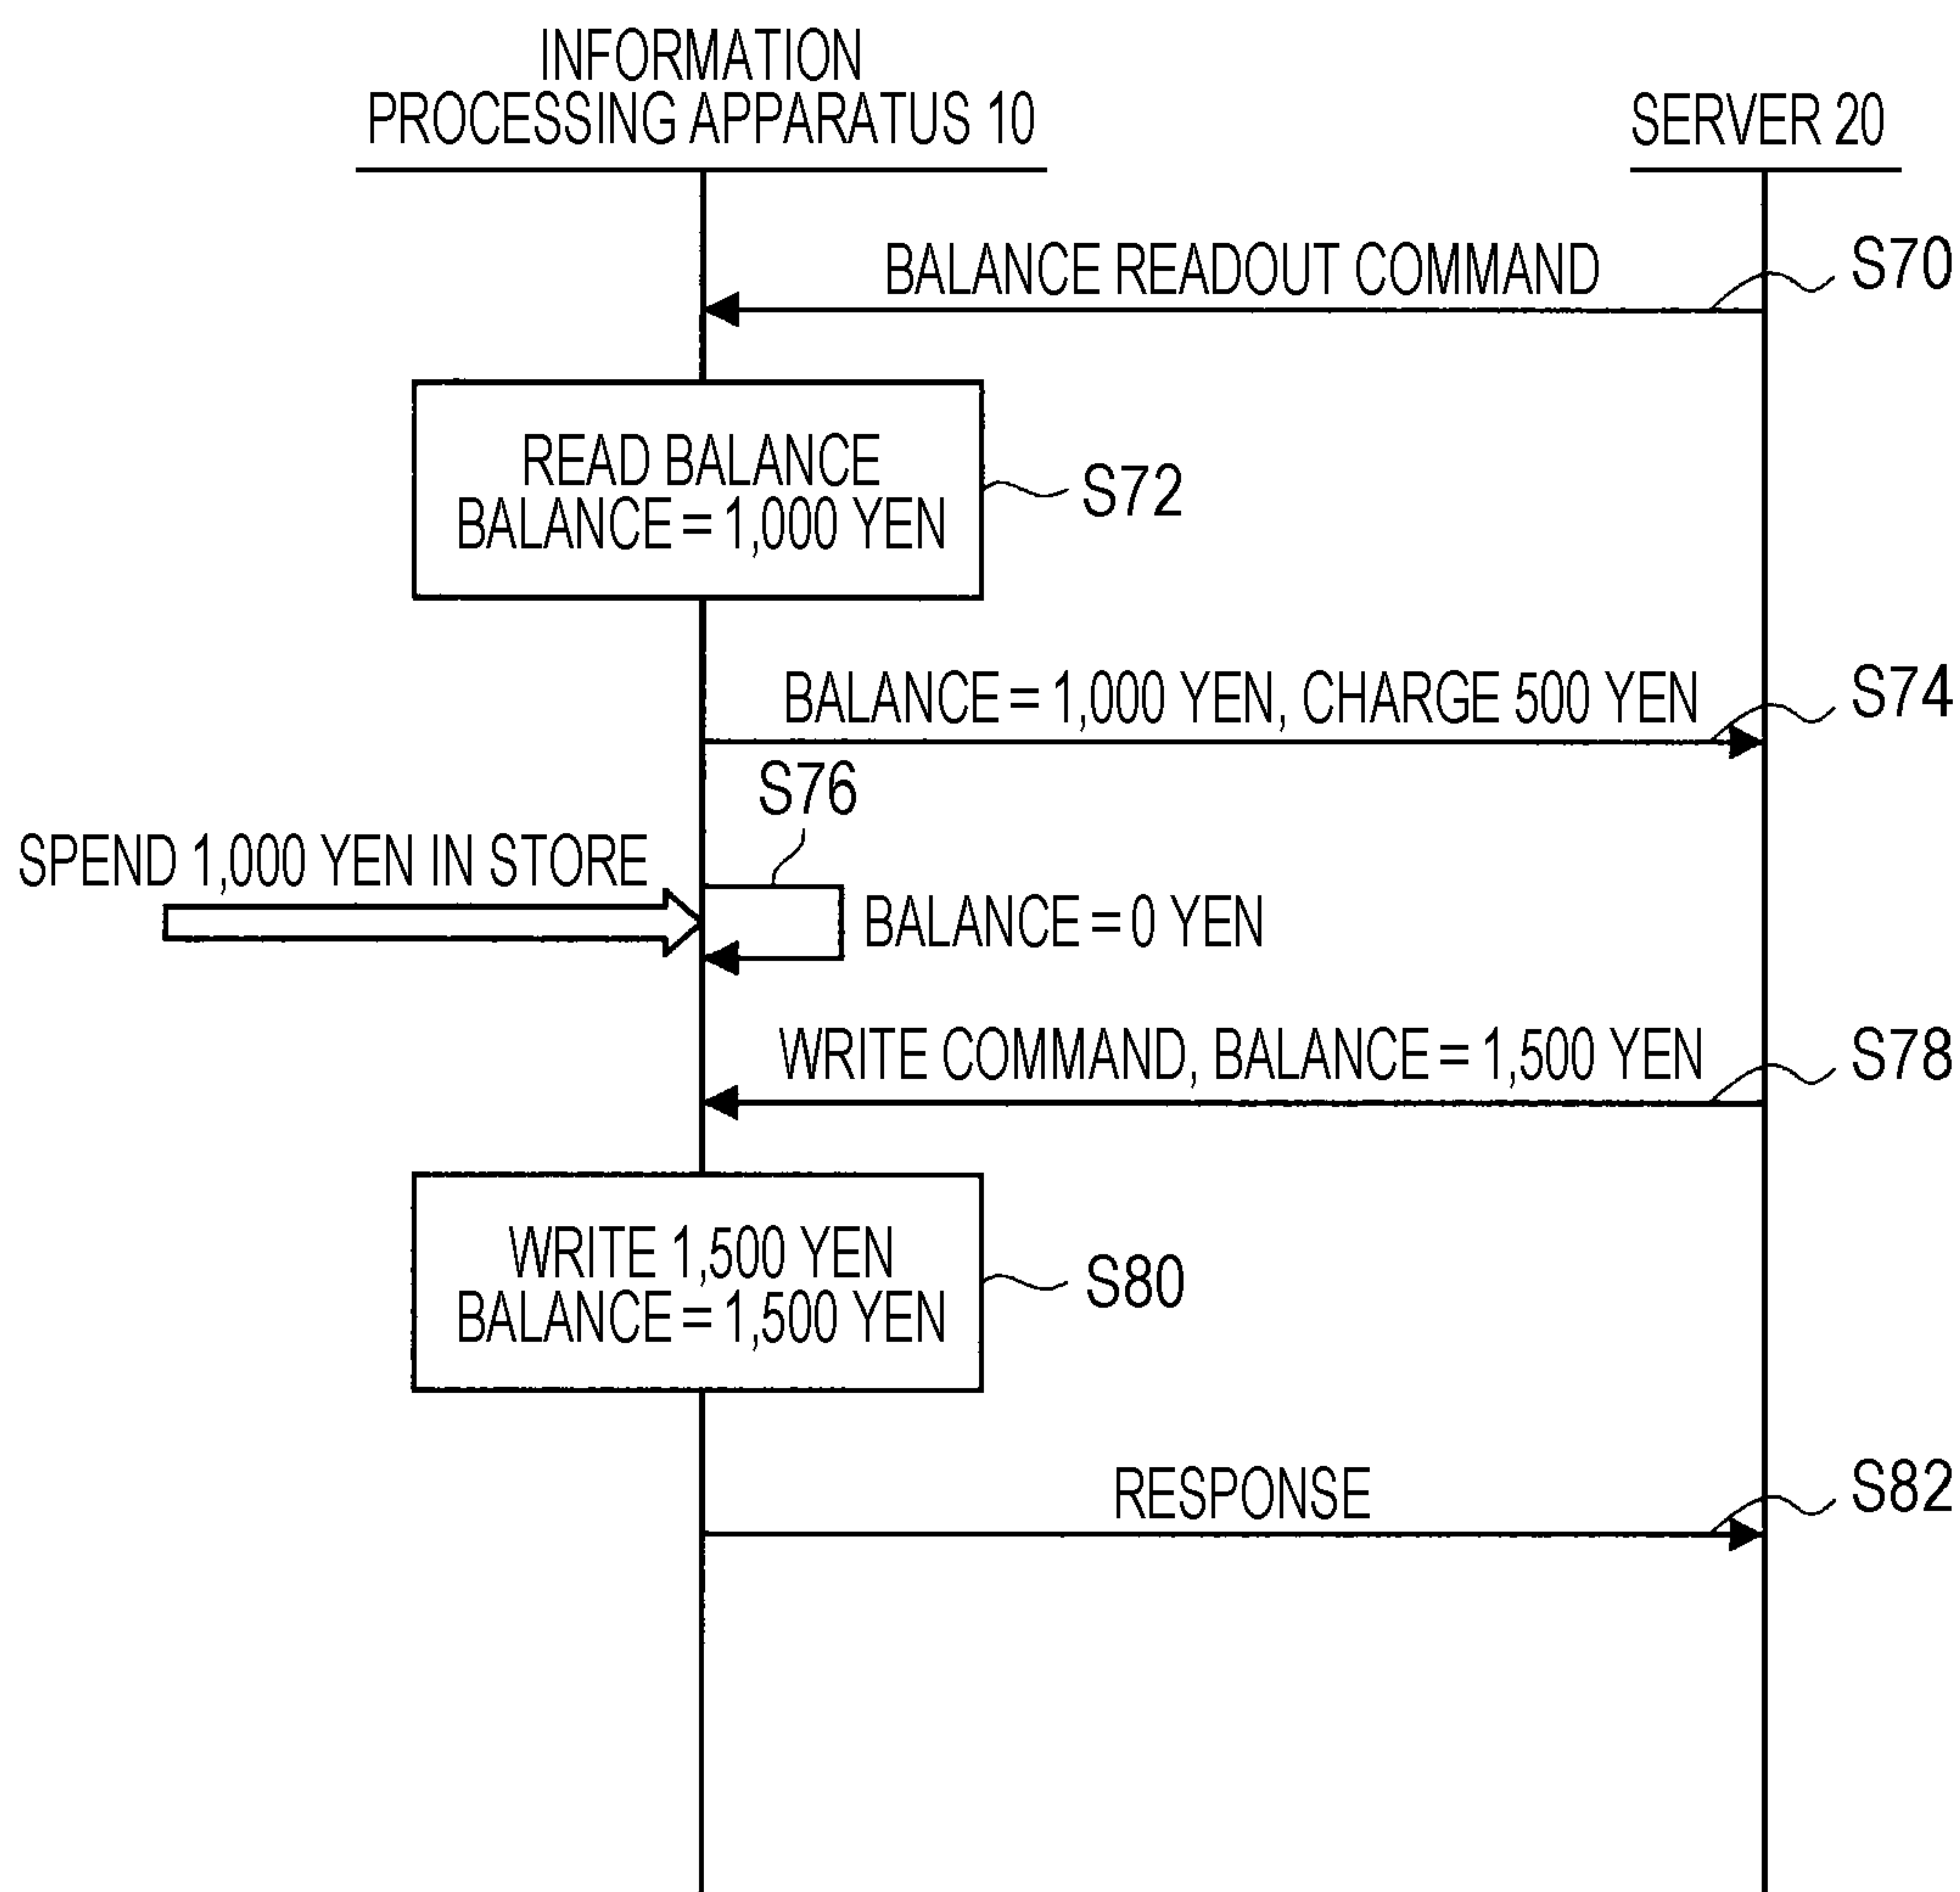 INFORMATION
PROCESSING APPARATUS 10
SERVER 20
BALANCE READOUT COMMAND
S70
READ BALANCE
BALANCE = 1,000 YEN
S72
BALANCE = 1,000 YEN, CHARGE 500 YEN
S74
S76
SPEND 1,000 YEN IN STORE
BALANCE = 0 YEN
WRITE COMMAND, BALANCE = 1,500 YEN
S78
WRITE 1,500 YEN
BALANCE = 1,500 YEN
S80
RESPONSE
S82